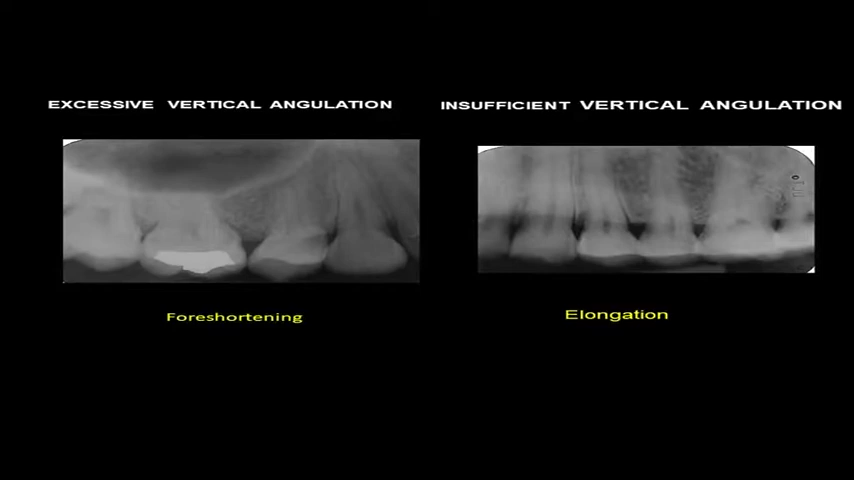 EXCESSIVE VERTICAL ANGULATION
INSUFFICIENT VERTICAL ANGULATION
Foreshortening
Elongation